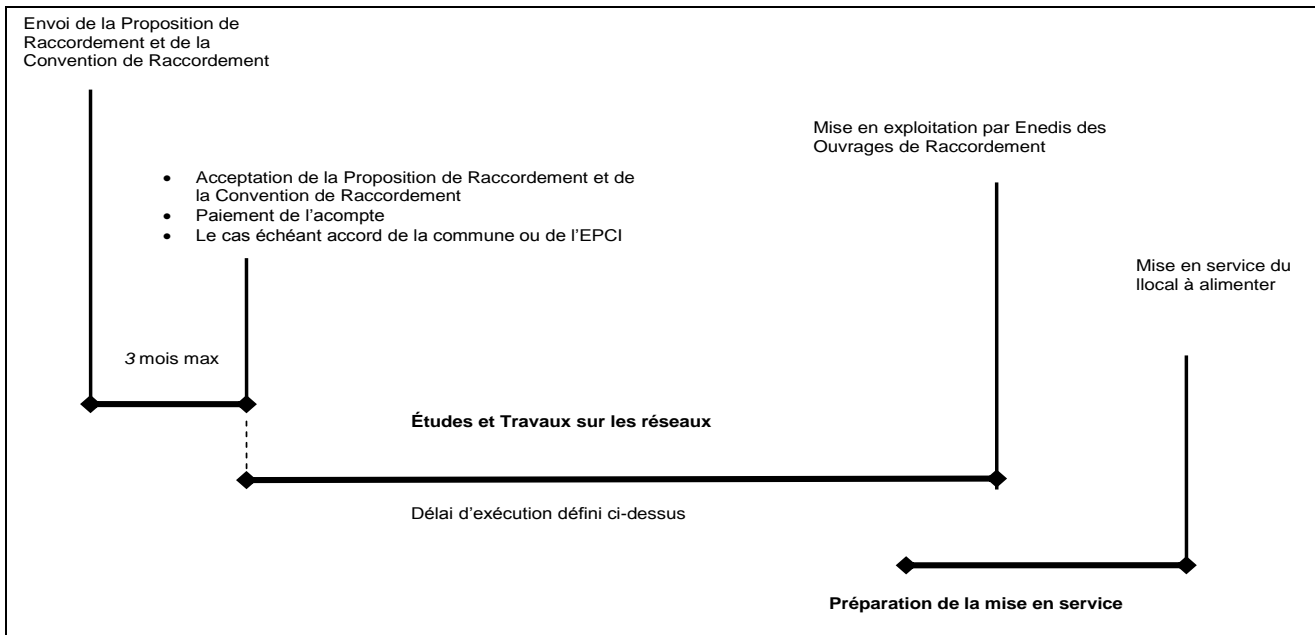 Envoi de la Proposition de
Raccordement et de la
Convention de Raccordement
Mise en exploitation par Enedis des
Ouvrages de Raccordement
• Acceptation de la Proposition de Raccordement et de
la Convention de Raccordement
• Paiement de l’acompte
• Le cas échéant accord de la commune ou de l’EPCI
Mise en service du
llocal à alimenter
3 mois max
Études et Travaux sur les réseaux
Délai d’exécution défini ci-dessus
Préparation de la mise en service